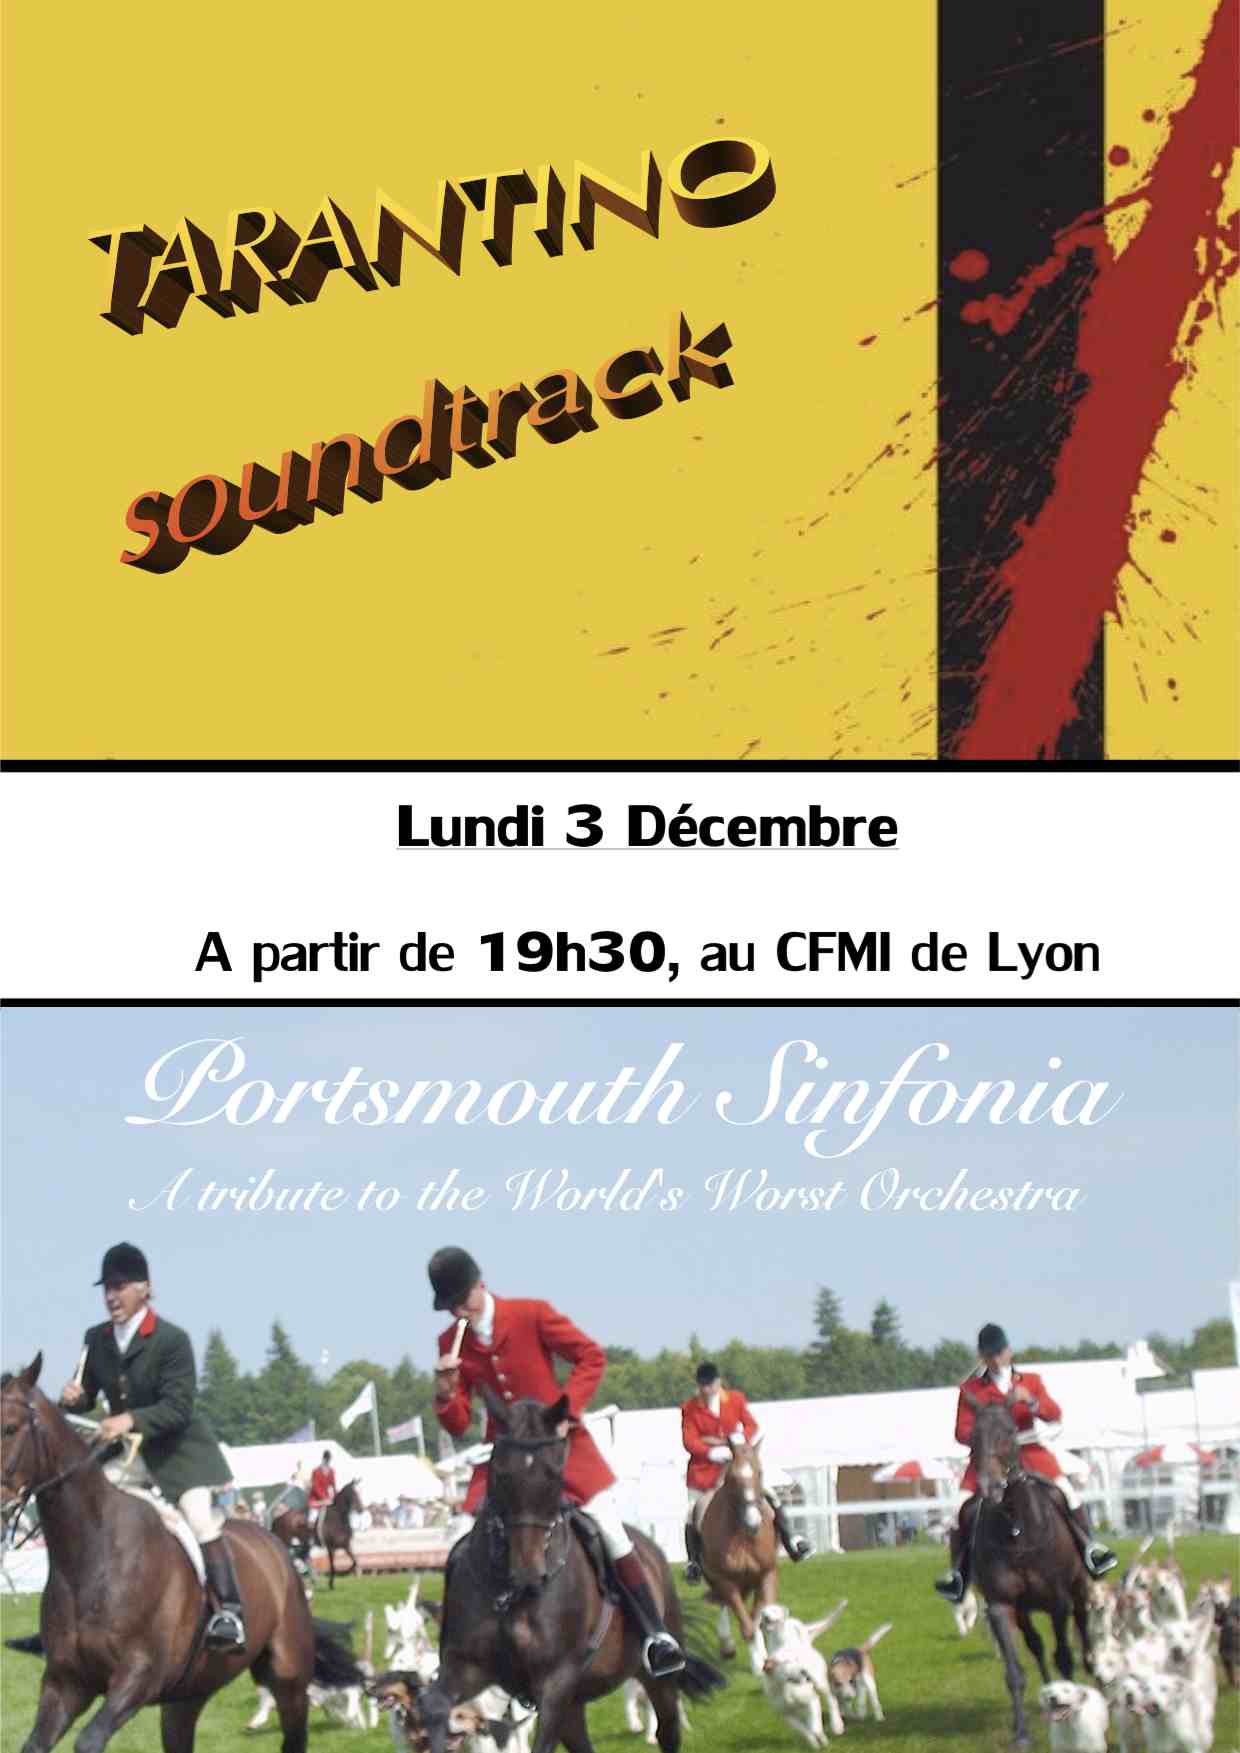 TARANTINO
soundtrack
Lundi 3 Décembre
A partir de 19h30, au CFMI de Lyon
Portsmouth Sinfonia
A tribute to the World's Worst Orchestra